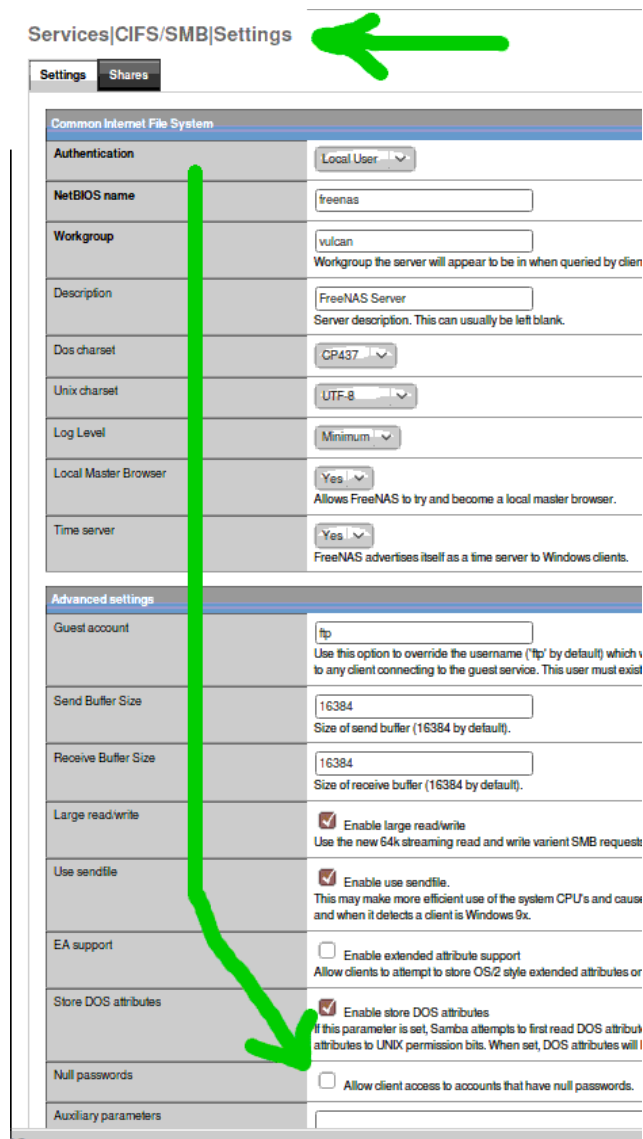 Services|CIFS/SMB|Settings
Settings Shares
Common Internet File System
Authentication Local User
NetBIOS name freenas
Workgroup vulcan
Workgroup the server will appear to be in when queried by clien
Description FreeNAS Server
Server description. This can usually be left blank.
Dos charset CP437
Unix charset UTF-8
Log Level Minimum
Local Master Browser Yes
Allows FreeNAS to try and become a local master browser.
Time server Yes
FreeNAS advertises itself as a time server to Windows clients.
Advanced settings
Guest account ftp
Use this option to override the username ('ftp' by default) which
to any client connecting to the guest service. This user must exist
Send Buffer Size 16384
Size of send buffer (16384 by default).
Receive Buffer Size 16384
Size of receive buffer (16384 by default).
Large read/write Enable large read/write
Use the new 64k streaming read and write varient SMB requests
Use sendfile Enable use sendfile.
This may make more efficient use of the system CPU's and cause
and when it detects a client is Windows 9x.
EA support Enable extended attribute support
Allow clients to attempt to store OS/2 style extended attributes on
Store DOS attributes Enable store DOS attributes
If this parameter is set, Samba attempts to first read DOS attribut
attributes to UNIX permission bits. When set, DOS attributes will
Null passwords Allow client access to accounts that have null passwords.
Auxiliary parameters